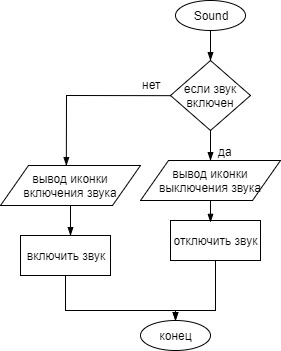 Sound
если звук
включен
нет
да
вывод иконки
включения звука
вывод иконки
выключения звука
включить звук
отключить звук
конец